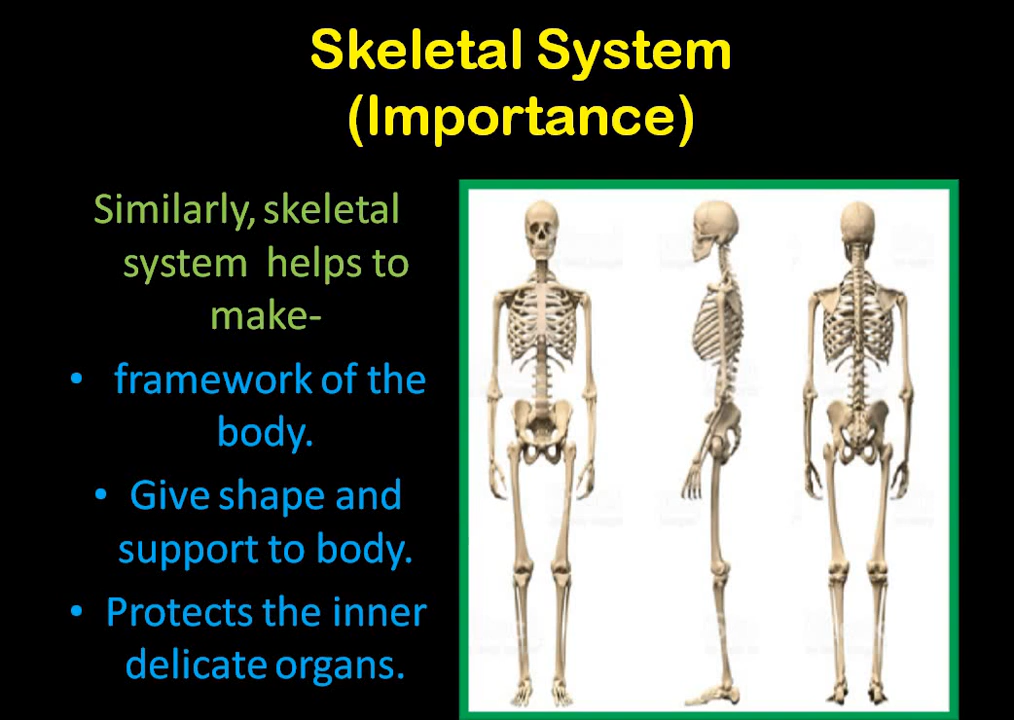 Skeletal System
(Importance)
Similarly, skeletal
system helps to
make-
• framework of the
body.
• Give shape and
support to body.
• Protects the inner
delicate organs.